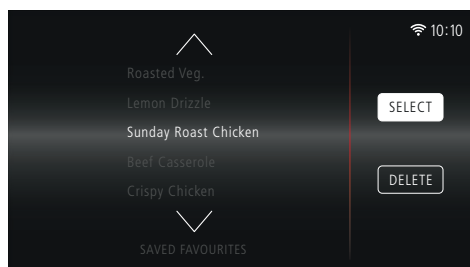 10:10
Roasted Veg.
Lemon Drizzle
SELECT
Sunday Roast Chicken
Beef Casserole
DELETE
Crispy Chicken
SAVED FAVOURITES